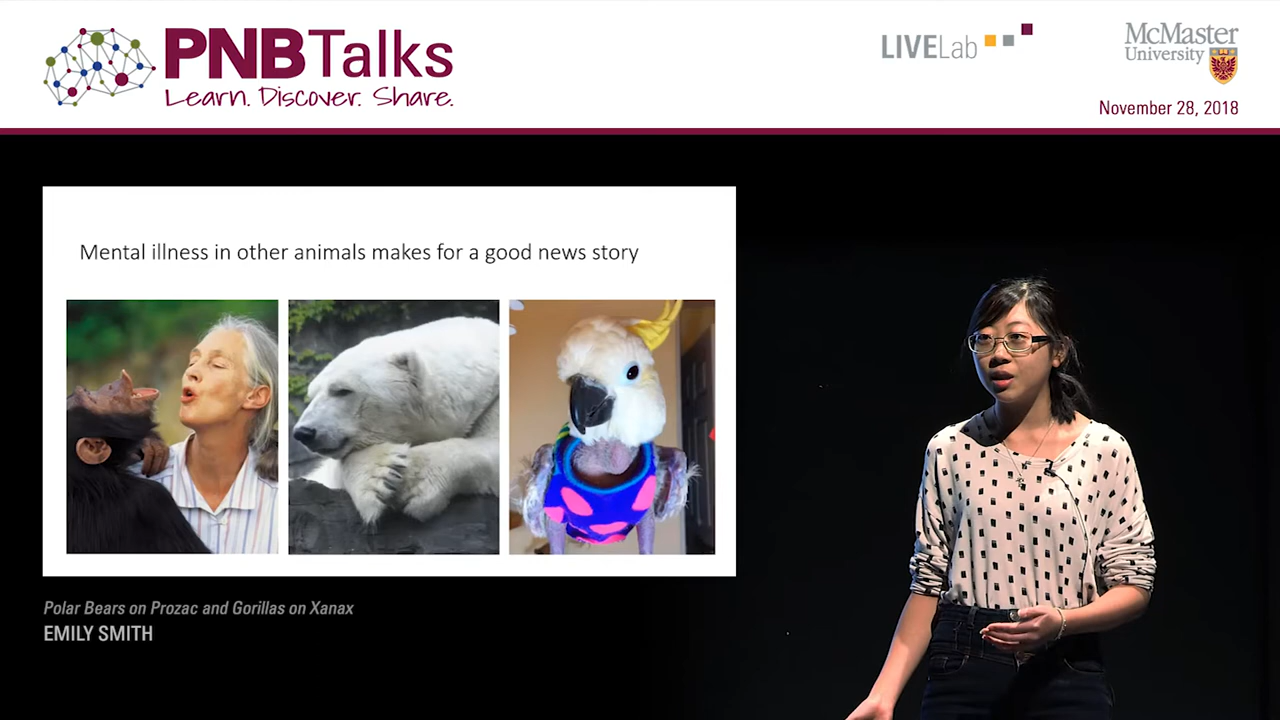 PNBTalks
Learn. Discover. Share.
LIVELab
McMaster
University
November 28, 2018
Mental illness in other animals makes for a good news story
Polar Bears on Prozac and Gorillas on Xanax
EMILY SMITH